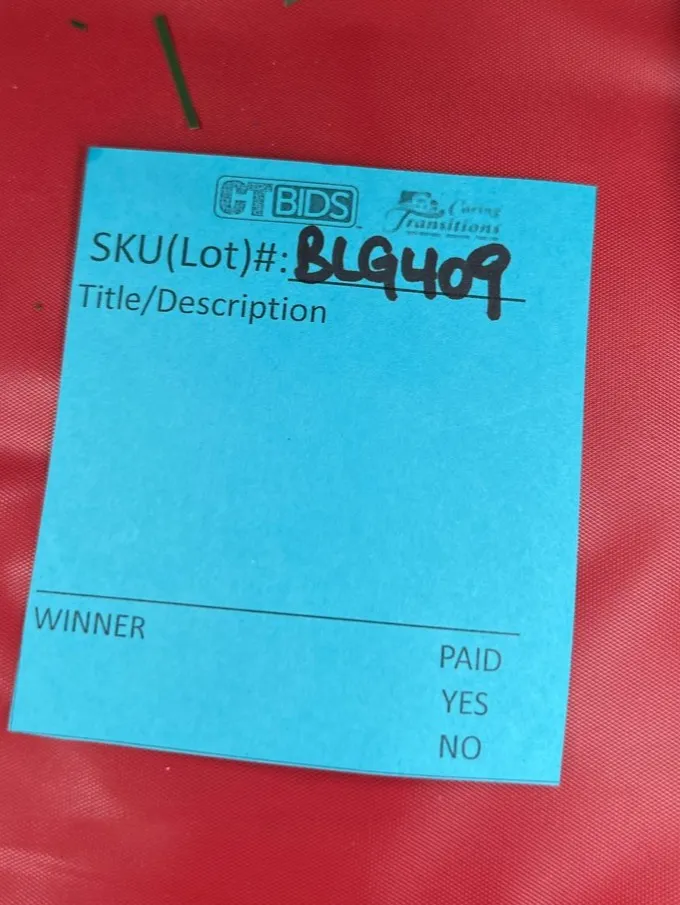 CTBIDS
Caring
Transitions
SKU(Lot)#: BLG409
Title/Description
WINNER
PAID
YES
NO